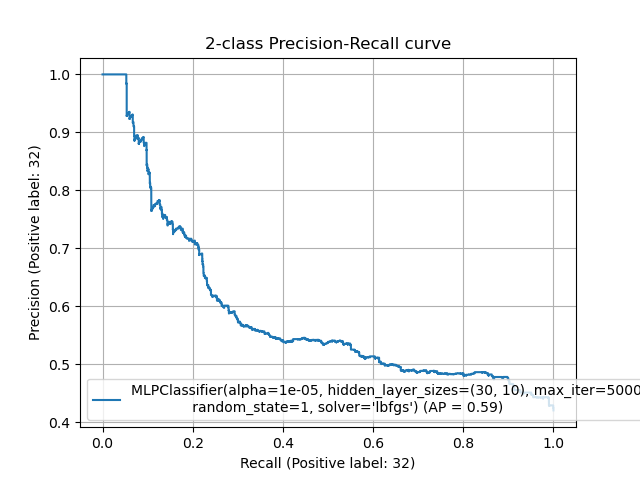 2-class Precision-Recall curve
Precision (Positive label: 32)
1.0
0.9
0.8
0.7
0.6
0.5
0.4
MLPClassifier(alpha=1e-05, hidden_layer_sizes=(30, 10), max_iter=5000
random_state=1, solver='lbfgs') (AP = 0.59)
0.0 0.2 0.4 0.6 0.8 1.0
Recall (Positive label: 32)